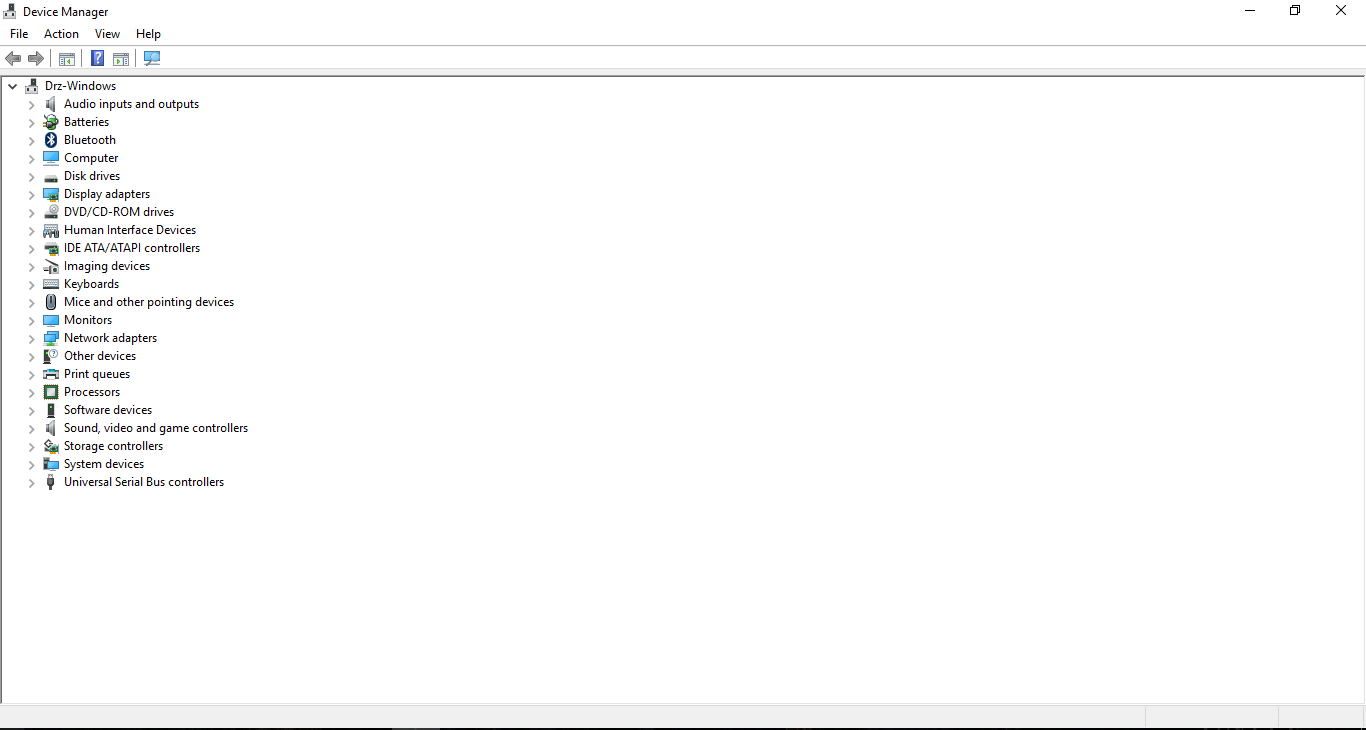 Device Manager
File Action View Help
Drz-Windows
Audio inputs and outputs
Batteries
Bluetooth
Computer
Disk drives
Display adapters
DVD/CD-ROM drives
Human Interface Devices
IDE ATA/ATAPI controllers
Imaging devices
Keyboards
Mice and other pointing devices
Monitors
Network adapters
Other devices
Print queues
Processors
Software devices
Sound, video and game controllers
Storage controllers
System devices
Universal Serial Bus controllers